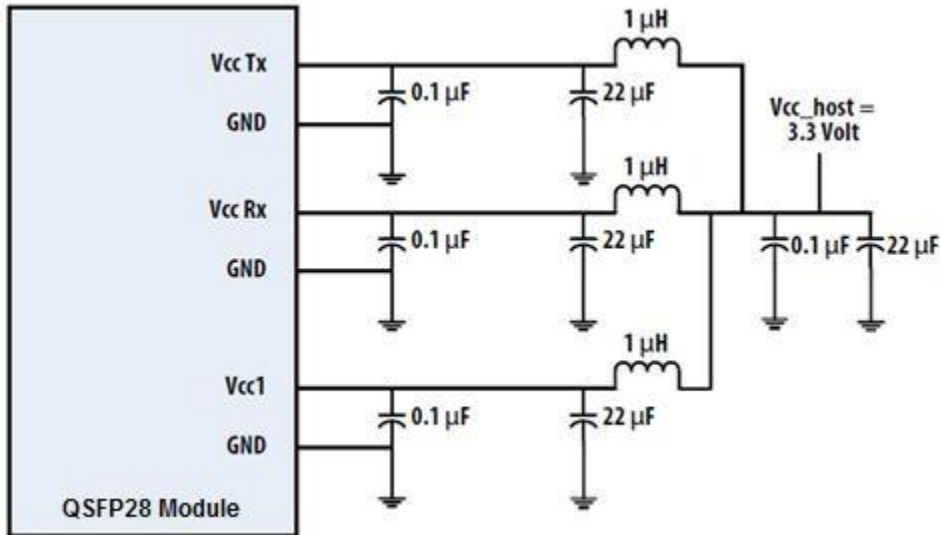 1 μH
Vcc Tx
0.1 μF
22 μF
GND
Vcc_host =
3.3 Volt
1 μH
Vcc Rx
0.1 μF
22 μF
0.1 μF
22 μF
GND
1 μH
Vcc1
0.1 μF
22 μF
GND
QSFP28 Module